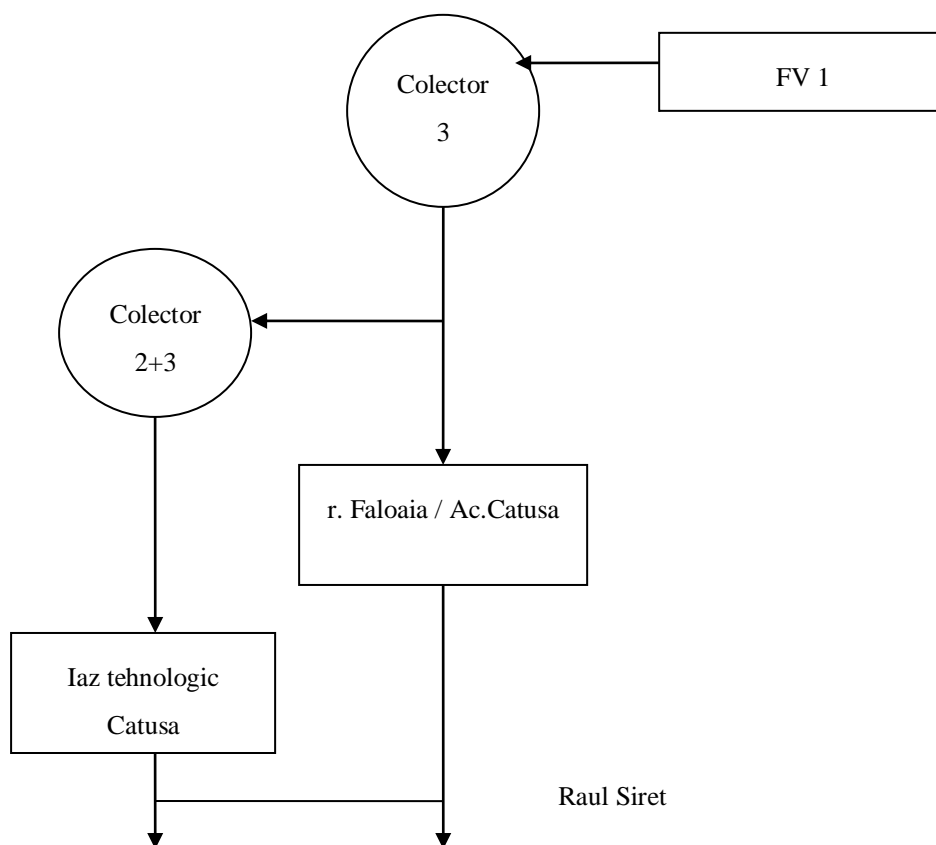 FV 1
Colector
3
Colector
2+3
r. Faloaia / Ac.Catusa
Iaz tehnologic
Catusa
Raul Siret